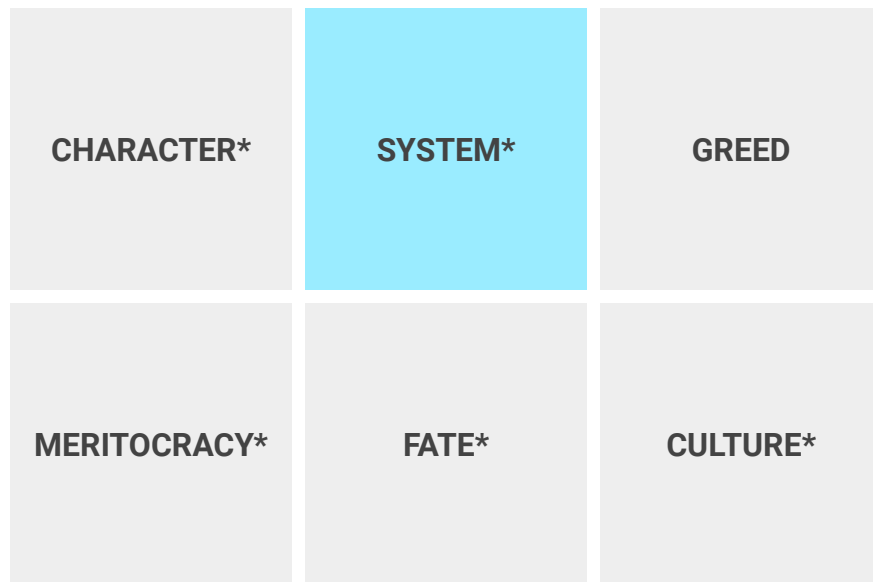 CHARACTER*
SYSTEM*
GREED
MERITOCRACY*
FATE*
CULTURE*